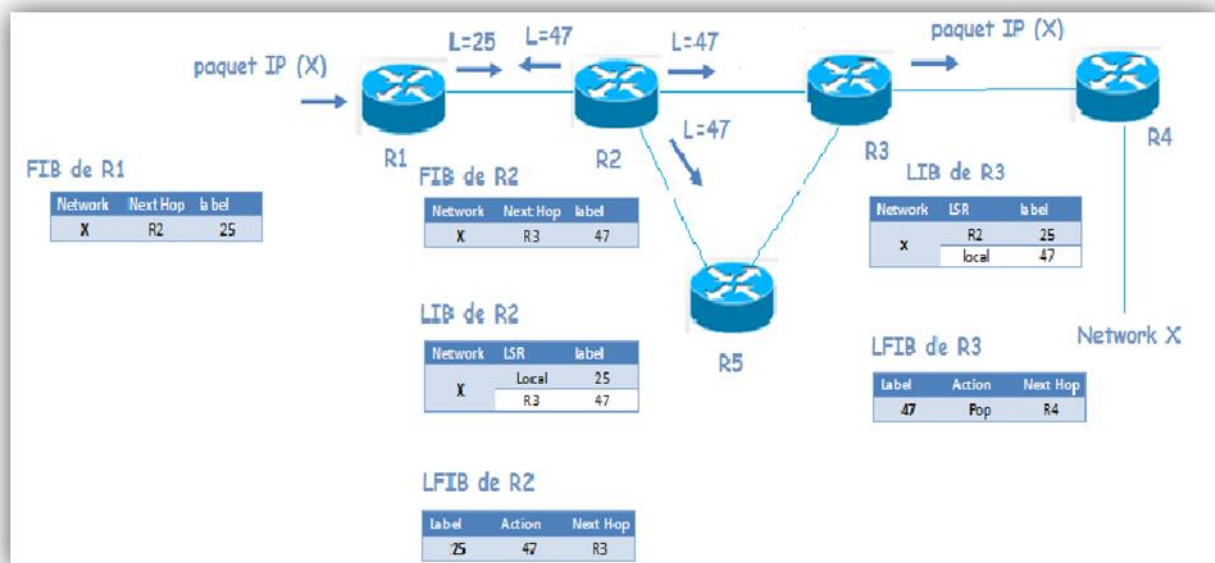 L=25 L=47 L=47 paquet IP (X)
paquet IP (X)
L=47
R1 R2 R3 R4
FIB de R1
Network Next Hop label
X R2 25
FIB de R2
Network Next Hop label
X R3 47
LIB de R3
Network LSR label
x R2 25
local 47
R5
Network X
LIB de R2
Network LSR label
X Local 25
R3 47
LFIB de R3
Label Action Next Hop
47 Pop R4
LFIB de R2
Label Action Next Hop
25 47 R3